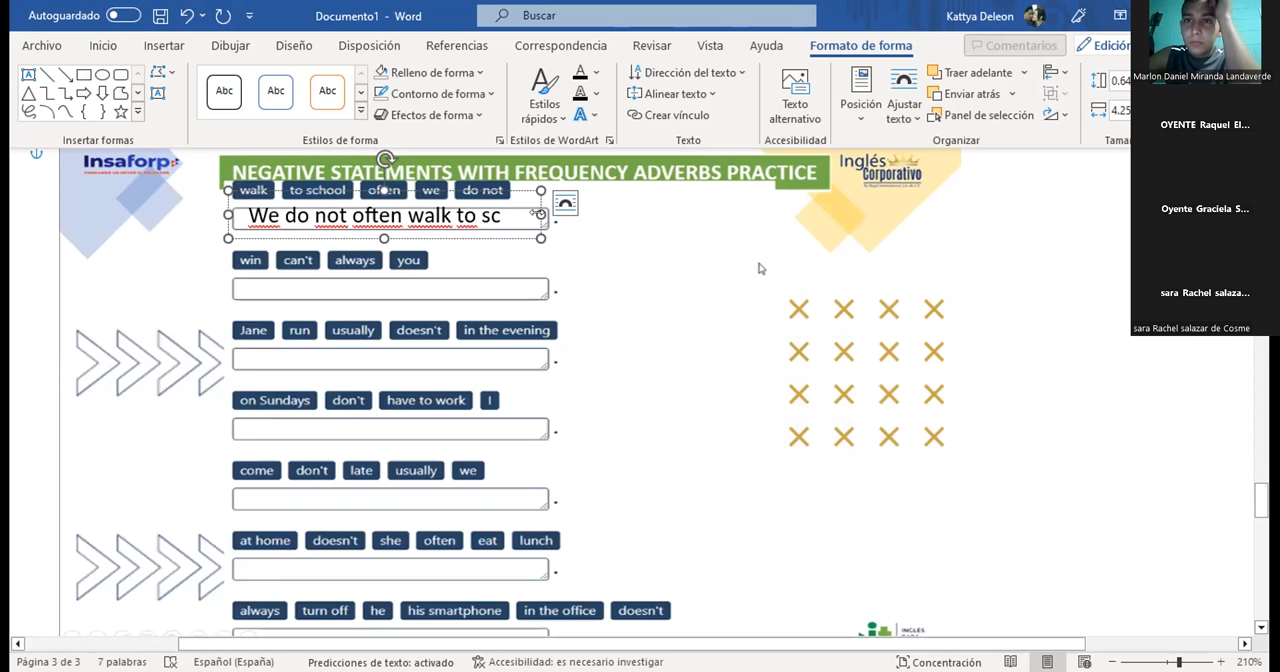 Autoguardado Documento1 - Word Buscar Kattya Deleon
Archivo Inicio Insertar Dibujar Diseño Disposición Referencias Correspondencia Revisar Vista Ayuda Formato de forma Comentarios Edición
Abc Abc Abc
Relleno de forma
Contorno de forma
Efectos de forma
Estilos rápidos
Dirección del texto
Alinear texto
Crear vínculo
Texto alternativo
Posición
Ajustar texto
Traer adelante
Enviar atrás
Panel de selección
0.64
4.25
Insertar formas Estilos de forma Estilos de WordArt Texto Accesibilidad Organizar
Marlon Daniel Miranda Landaverde
OYENTE Raquel El...
Oyente Graciela S...
sara Rachel salaza...
sara Rachel salazar de Cosme
Insaforp
NEGATIVE STATEMENTS WITH FREQUENCY ADVERBS PRACTICE
Inglés
Corporativo
walk to school often we do not
We do not often walk to sc .
win can't always you
.
Jane run usually doesn't in the evening
.
on Sundays don't have to work I
.
come don't late usually we
.
at home doesn't she often eat lunch
.
always turn off he his smartphone in the office doesn't
INGLÉS
Página 3 de 3 7 palabras Español (España) Predicciones de texto: activado Accesibilidad: es necesario investigar Concentración 210%